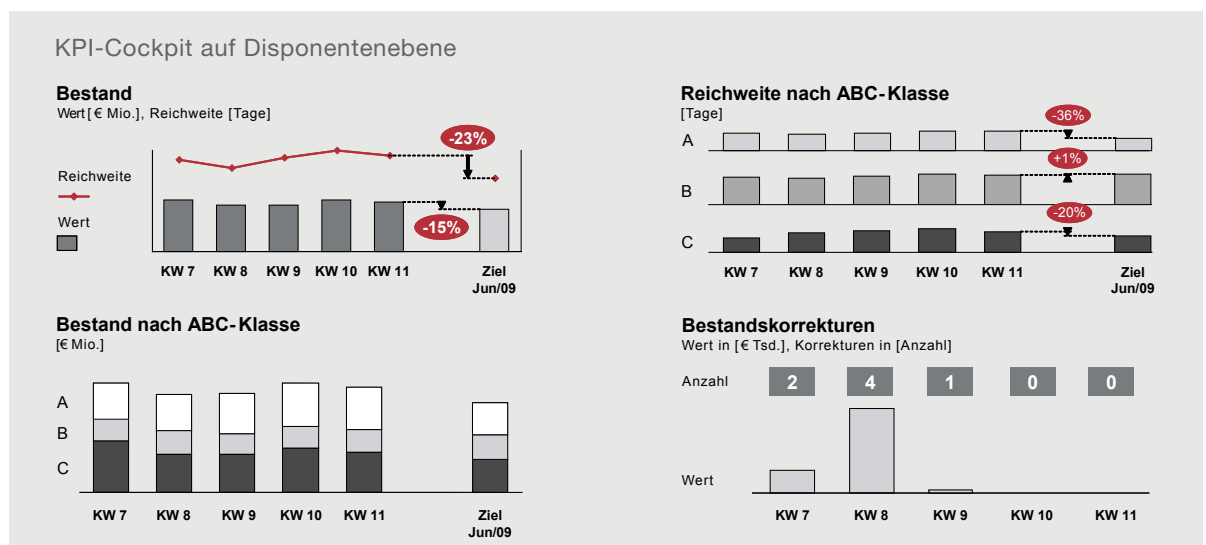 KPI-Cockpit auf Disponentenebene
Bestand
Wert [€ Mio.], Reichweite [Tage]
-23%
Reichweite
Wert
-15%
KW 7 KW 8 KW 9 KW 10 KW 11 Ziel
Jun/09
Reichweite nach ABC-Klasse
[Tage]
-36%
A
+1%
B
-20%
C
KW 7 KW 8 KW 9 KW 10 KW 11 Ziel
Jun/09
Bestand nach ABC-Klasse
[€ Mio.]
A
B
C
KW 7 KW 8 KW 9 KW 10 KW 11 Ziel
Jun/09
Bestandskorrekturen
Wert in [€ Tsd.], Korrekturen in [Anzahl]
Anzahl 2 4 1 0 0
Wert
KW 7 KW 8 KW 9 KW 10 KW 11